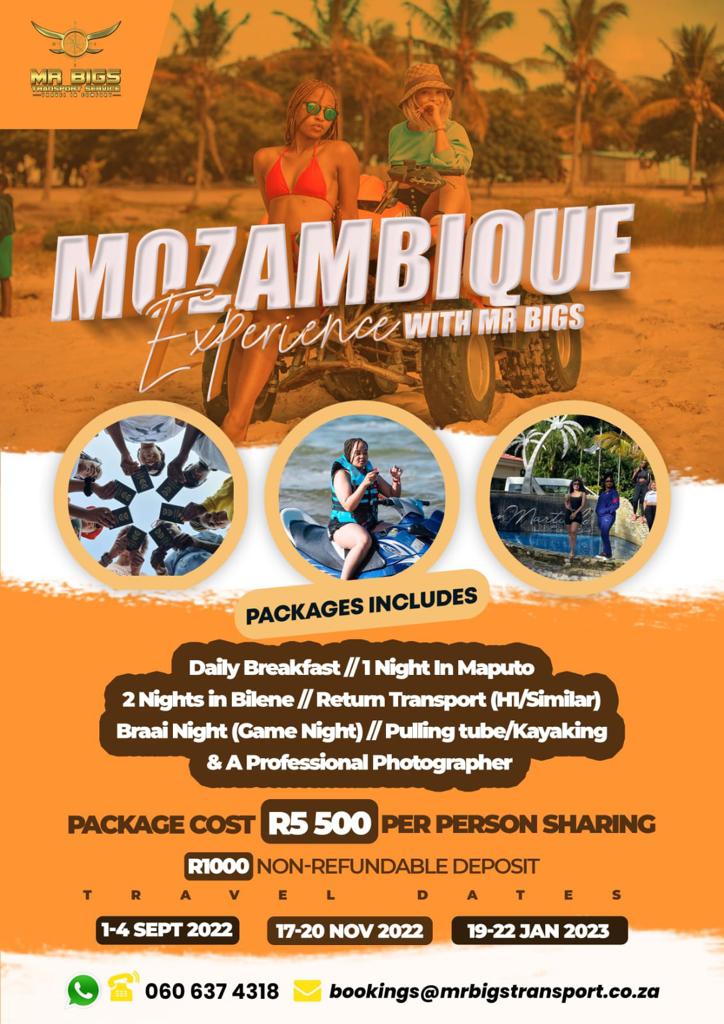 MR BIGS
TRANSPORT SERVICE
MOZAMBIQUE
Experience WITH MR BIGS
PACKAGES INCLUDES
Daily Breakfast // 1 Night In Maputo
2 Nights in Bilene // Return Transport (H1/Similar)
Braai Night (Game Night) // Pulling tube/Kayaking
& A Professional Photographer
PACKAGE COST R5 500 PER PERSON SHARING
R1000 NON-REFUNDABLE DEPOSIT
TRAVEL DATES
1-4 SEPT 2022 17-20 NOV 2022 19-22 JAN 2023
060 637 4318 bookings@mrbigstransport.co.za